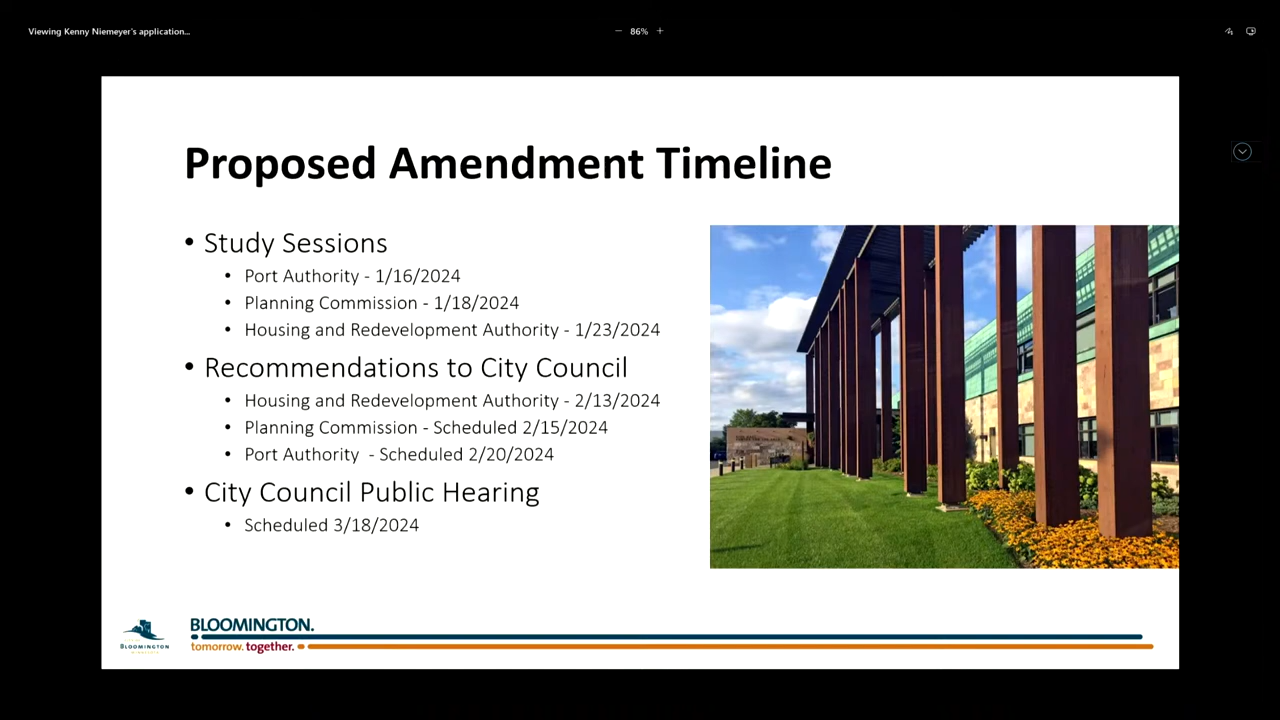 Viewing Kenny Niemeyer's application...
− 86% +
Proposed Amendment Timeline
• Study Sessions
• Port Authority - 1/16/2024
• Planning Commission - 1/18/2024
• Housing and Redevelopment Authority - 1/23/2024
• Recommendations to City Council
• Housing and Redevelopment Authority - 2/13/2024
• Planning Commission - Scheduled 2/15/2024
• Port Authority  - Scheduled 2/20/2024
• City Council Public Hearing
• Scheduled 3/18/2024
BLOOMINGTON
BLOOMINGTON.
tomorrow. together.